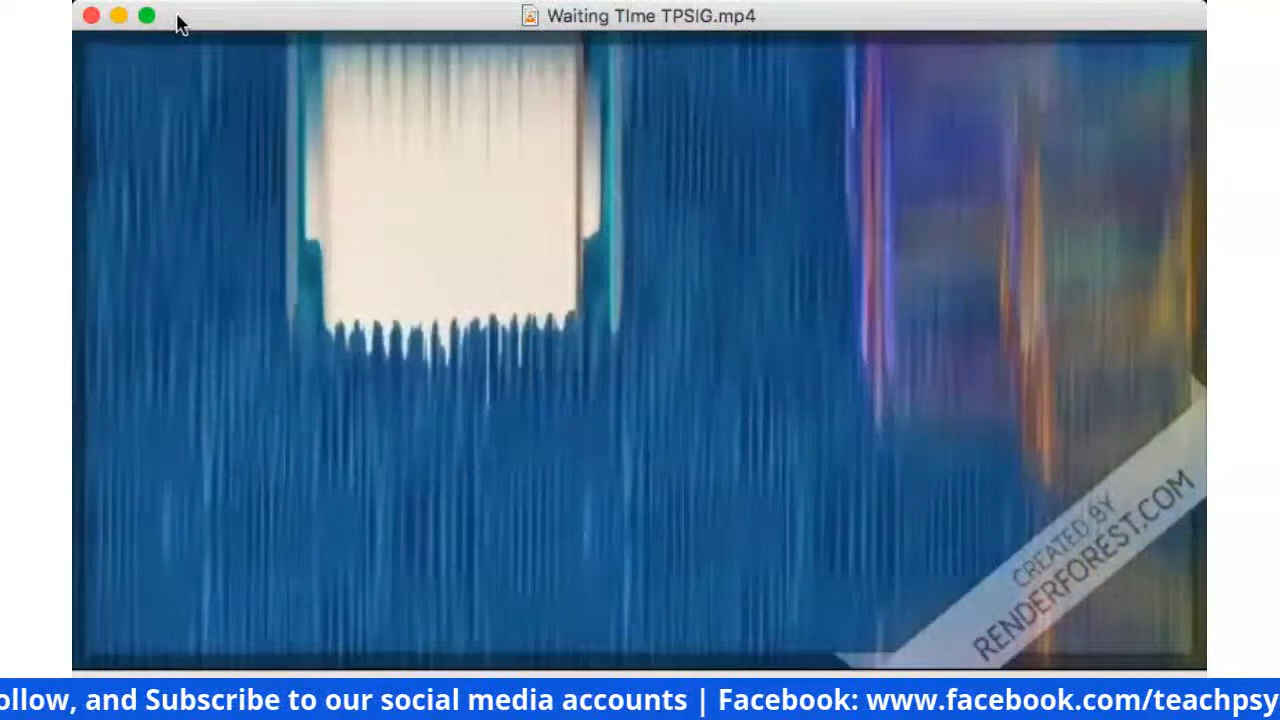 Waiting TIme TPSIG.mp4
CREATED BY
RENDERFOREST.COM
ollow, and Subscribe to our social media accounts | Facebook: www.facebook.com/teachpsy